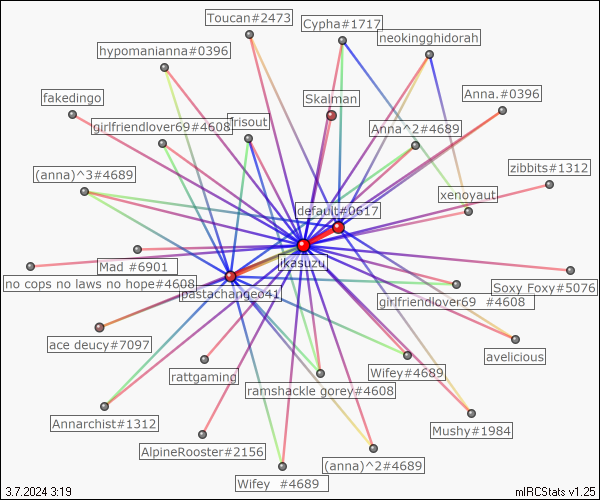 Toucan#2473
Cypha#1717
neokingghidorah
hypomanianna#0396
fakedingo
Skalman
Anna.#0396
girlfriendlover69#4608
Trisout
Anna^2#4689
(anna)^3#4689
zibbits#1312
xenoyaut
default#0617
ikasuzu
Mad #6901
no cops no laws no hope#4608
pastachangeo41
Soxy Foxy#5076
girlfriendlover69 #4608
ace deucy#7097
avelicious
rattgaming
Wifey#4689
ramshackle gorey#4608
Annarchist#1312
Mushy#1984
AlpineRooster#2156
(anna)^2#4689
Wifey #4689
3.7.2024 3:19
mIRCStats v1.25